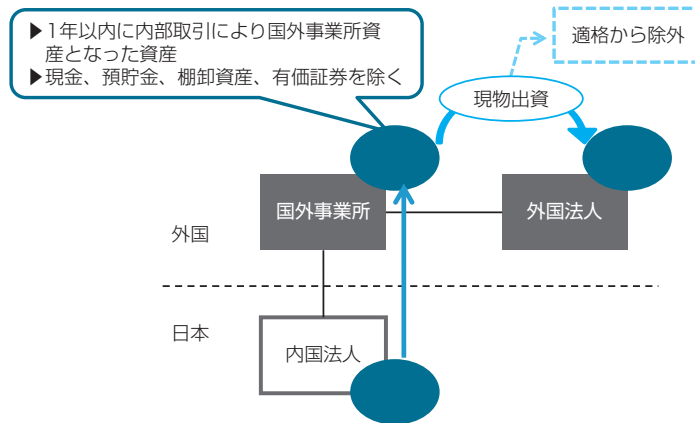 ▶1年以内に内部取引により国外事業所資
産となった資産
▶現金、預貯金、棚卸資産、有価証券を除く
適格から除外
現物出資
国外事業所
外国法人
外国
日本
内国法人